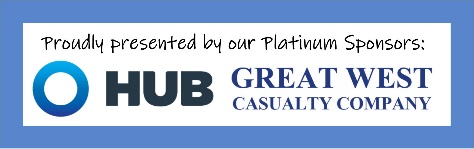 Proudly presented by our Platinum Sponsors:
HUB
GREAT WEST
CASUALTY COMPANY